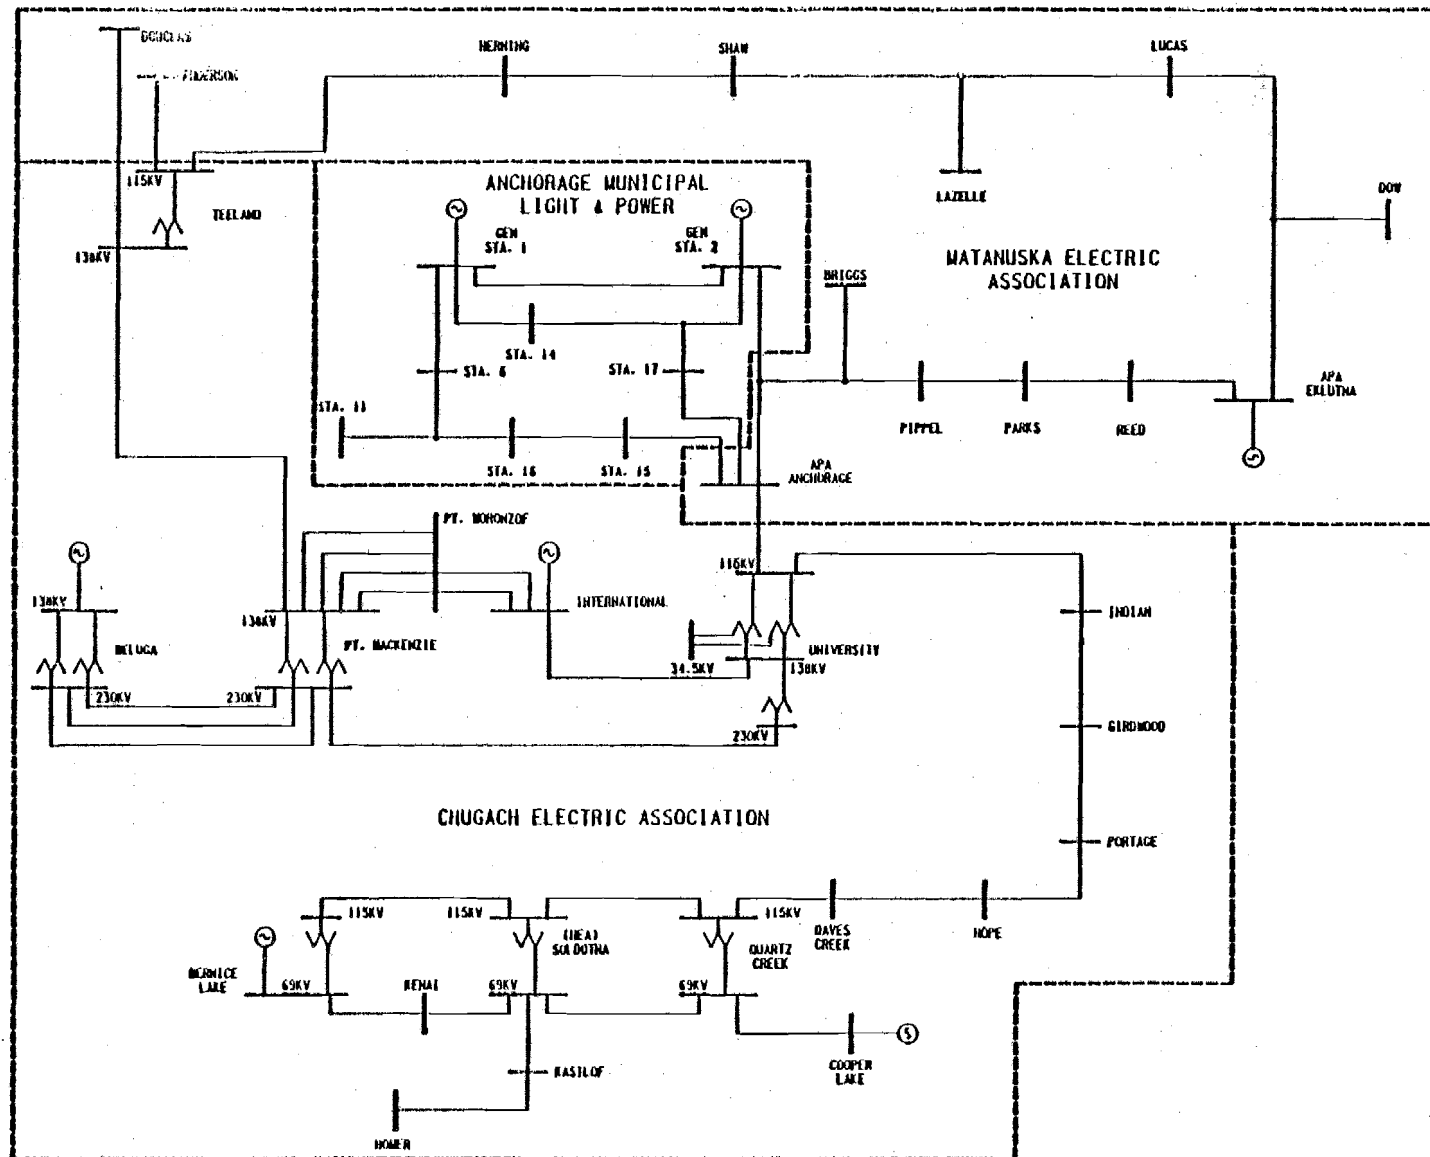 DOUGLAS
ANDERSON
HERNING
SHAW
LUCAS
115KV
TEELAND
138KV
LAZELLE
DOW
ANCHORAGE MUNICIPAL
LIGHT & POWER
GEN
STA. 1
GEN
STA. 2
MATANUSKA ELECTRIC
ASSOCIATION
BRIGGS
STA. 14
STA. 6
STA. 17
STA. 11
STA. 16
STA. 15
PIPPEL
PARKS
REED
APA
EKLUTNA
APA
ANCHORAGE
PT. WORONZOF
138KV
BELUGA
230KV
138KV
PT. MACKENZIE
230KV
INTERNATIONAL
115KV
UNIVERSITY
34.5KV
138KV
230KV
INDIAN
GIRDWOOD
PORTAGE
CHUGACH ELECTRIC ASSOCIATION
115KV
115KV
(HEA)
SOLDOTNA
115KV
QUARTZ
CREEK
DAVES
CREEK
HOPE
BERNICE
LAKE
69KV
KENAI
69KV
69KV
KASILOF
COOPER
LAKE
HOMER